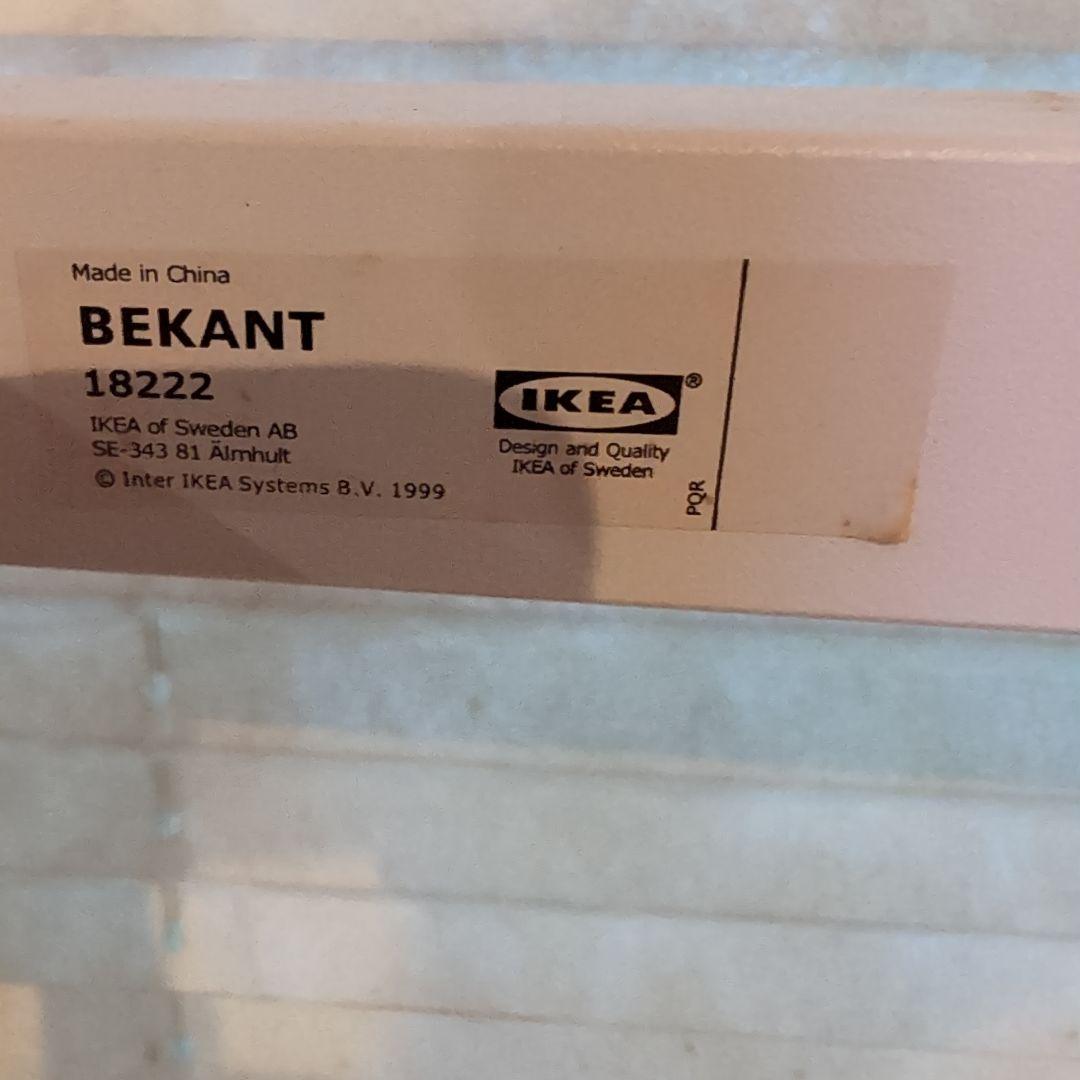 Made in China
BEKANT
18222
IKEA of Sweden AB
SE-343 81 Älmhult
© Inter IKEA Systems B.V. 1999
IKEA®
Design and Quality
IKEA of Sweden
PQR